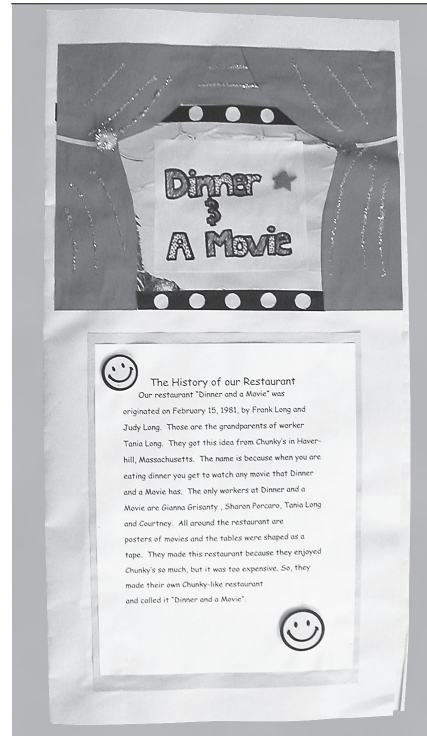 Dinner
&
A Movie
The History of our Restaurant
Our restaurant "Dinner and a Movie" was
originated on February 15, 1981, by Frank Long and
Judy Long. Those are the grandparents of worker
Tania Long. They got this idea from Chunky's in Haver-
hill, Massachusetts. The name is because when you are
eating dinner you get to watch any movie that Dinner
and a Movie has. The only workers at Dinner and a
Movie are Gianna Grisanty , Sharon Porcaro, Tania Long
and Courtney. All around the restaurant are
posters of movies and the tables were shaped as a
tape. They made this restaurant because they enjoyed
Chunky's so much, but it was too expensive. So, they
made their own Chunky-like restaurant
and called it "Dinner and a Movie".